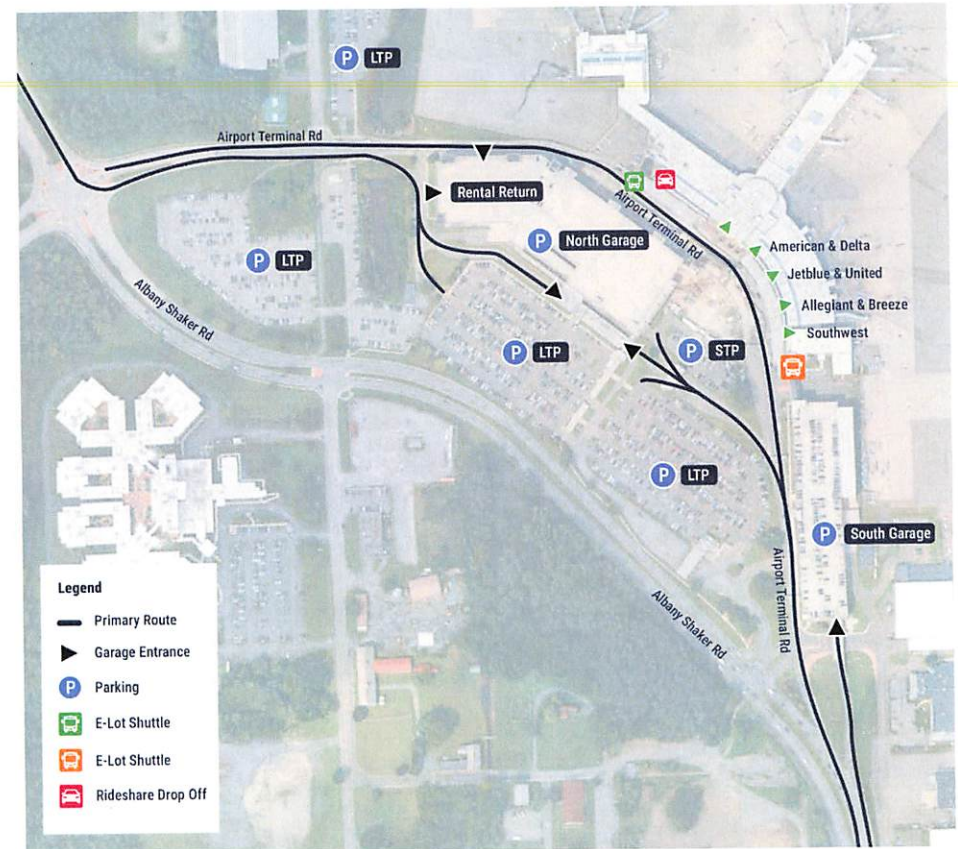 P LTP
Airport Terminal Rd
Rental Return
Airport Terminal Rd
P North Garage
P LTP
American & Delta
Jetblue & United
Allegiant & Breeze
Southwest
Albany Shaker Rd
P LTP
P STP
P LTP
P South Garage
Airport Terminal Rd
Albany Shaker Rd
Legend
Primary Route
Garage Entrance
P Parking
E-Lot Shuttle
E-Lot Shuttle
Rideshare Drop Off